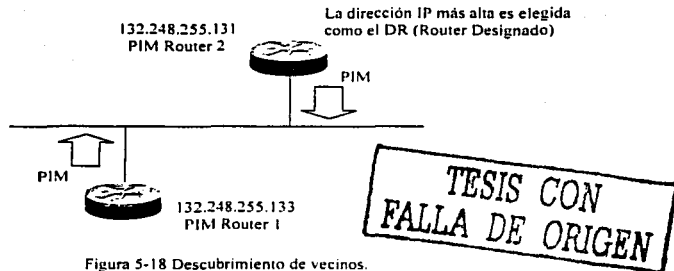 132.248.255.131
PIM Router 2
La dirección IP más alta es elegida
como el DR (Router Designado)
PIM
PIM
132.248.255.133
PIM Router 1
TESIS CON
FALLA DE ORIGEN
Figura 5-18 Descubrimiento de vecinos.